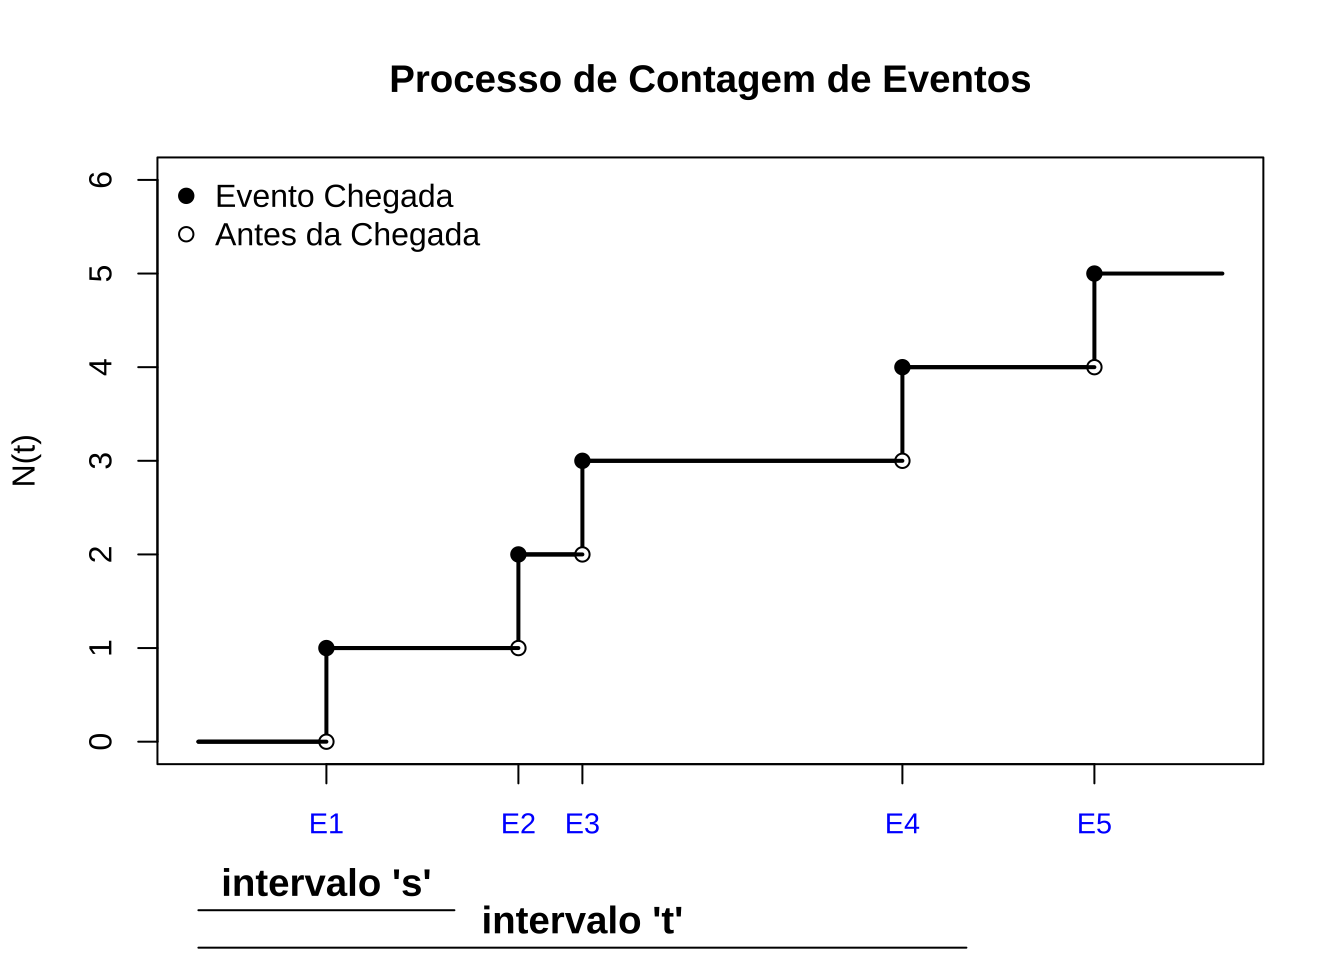 Processo de Contagem de Eventos
Evento Chegada
Antes da Chegada
6
5
4
3
2
1
0
N(t)
E1 E2 E3 E4 E5
intervalo 's'
intervalo 't'